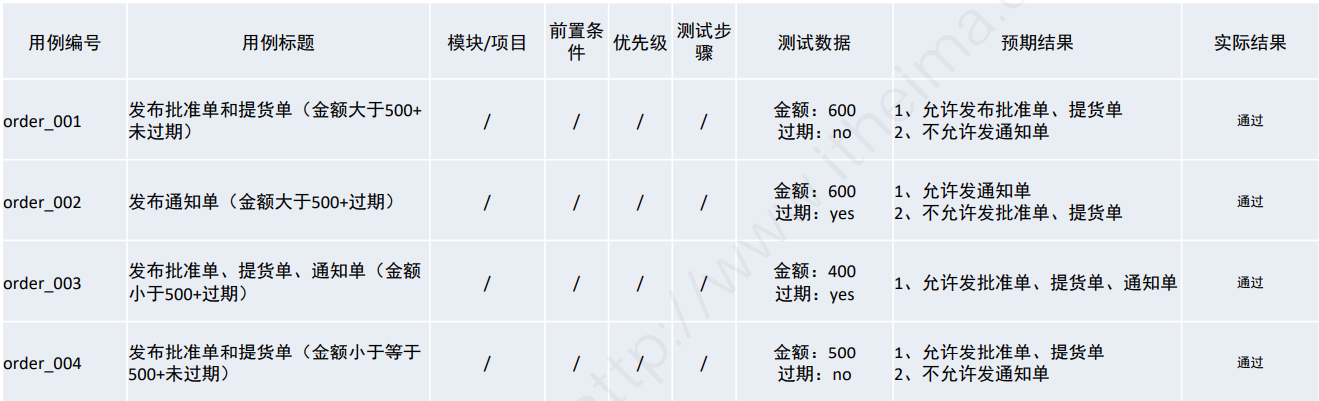 用例编号 用例标题 模块/项目 前置条件 优先级 测试步骤 测试数据 预期结果 实际结果
order_001 发布批准单和提货单（金额大于500+未过期） / / / / 金额：600 过期：no 1、允许发布批准单、提货单 2、不允许发通知单 通过
order_002 发布通知单（金额大于500+过期） / / / / 金额：600 过期：yes 1、允许发通知单 2、不允许发批准单、提货单 通过
order_003 发布批准单、提货单、通知单（金额小于500+过期） / / / / 金额：400 过期：yes 1、允许发批准单、提货单、通知单 通过
order_004 发布批准单和提货单（金额小于等于500+未过期） / / / / 金额：500 过期：no 1、允许发批准单、提货单 2、不允许发通知单 通过